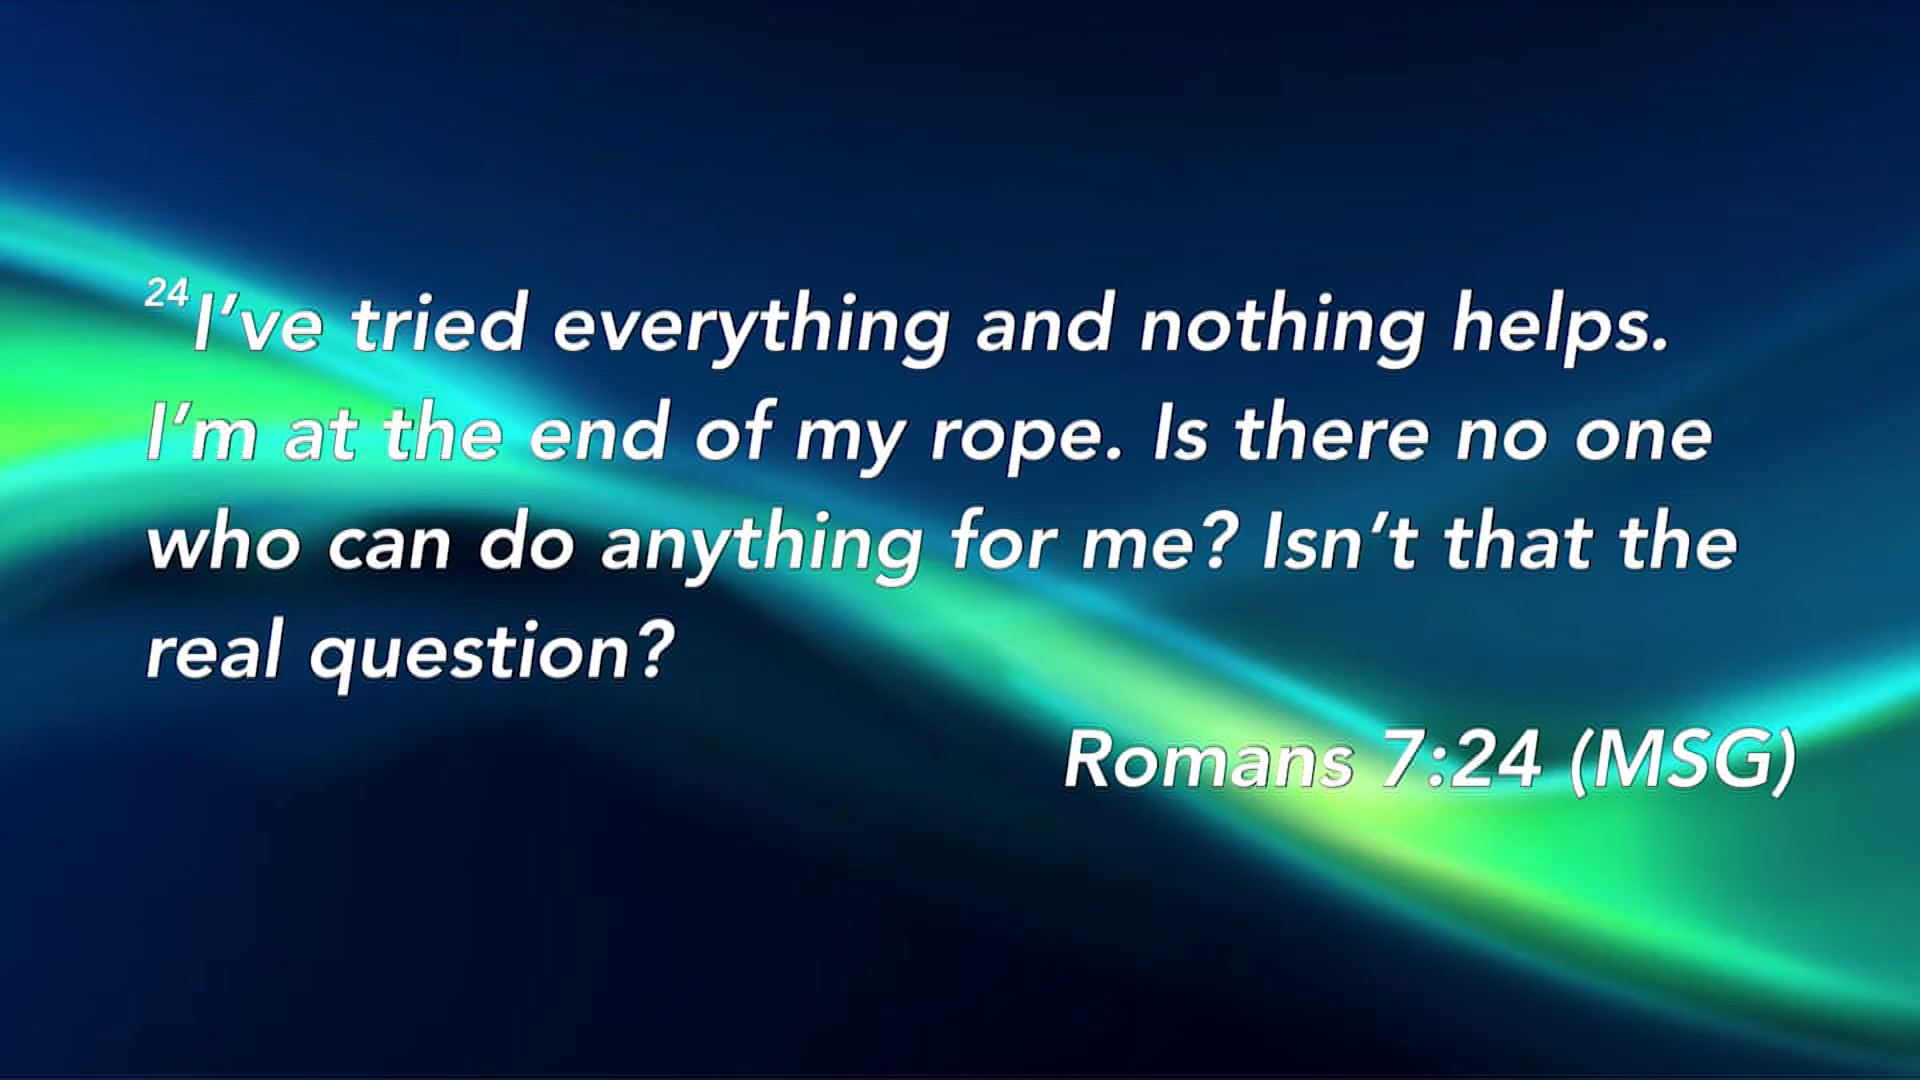 24 I’ve tried everything and nothing helps.
I’m at the end of my rope. Is there no one
who can do anything for me? Isn’t that the
real question?
Romans 7:24 (MSG)